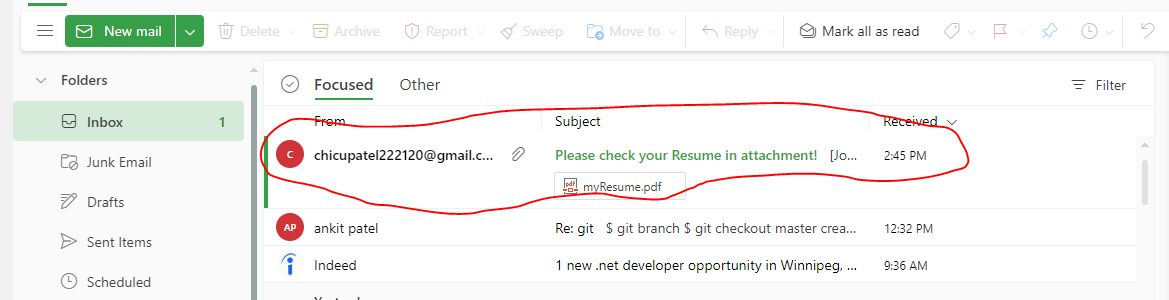 New mail Delete Archive Report Sweep Move to Reply Mark all as read
Folders
Focused Other Filter
Inbox 1
From Subject Received
Junk Email
C chicupatel222120@gmail.c... Please check your Resume in attachment! [Jo... 2:45 PM
pdf myResume.pdf
Drafts
AP ankit patel Re: git $ git branch $ git checkout master crea... 12:32 PM
Sent Items
Indeed 1 new .net developer opportunity in Winnipeg, ... 9:36 AM
Scheduled